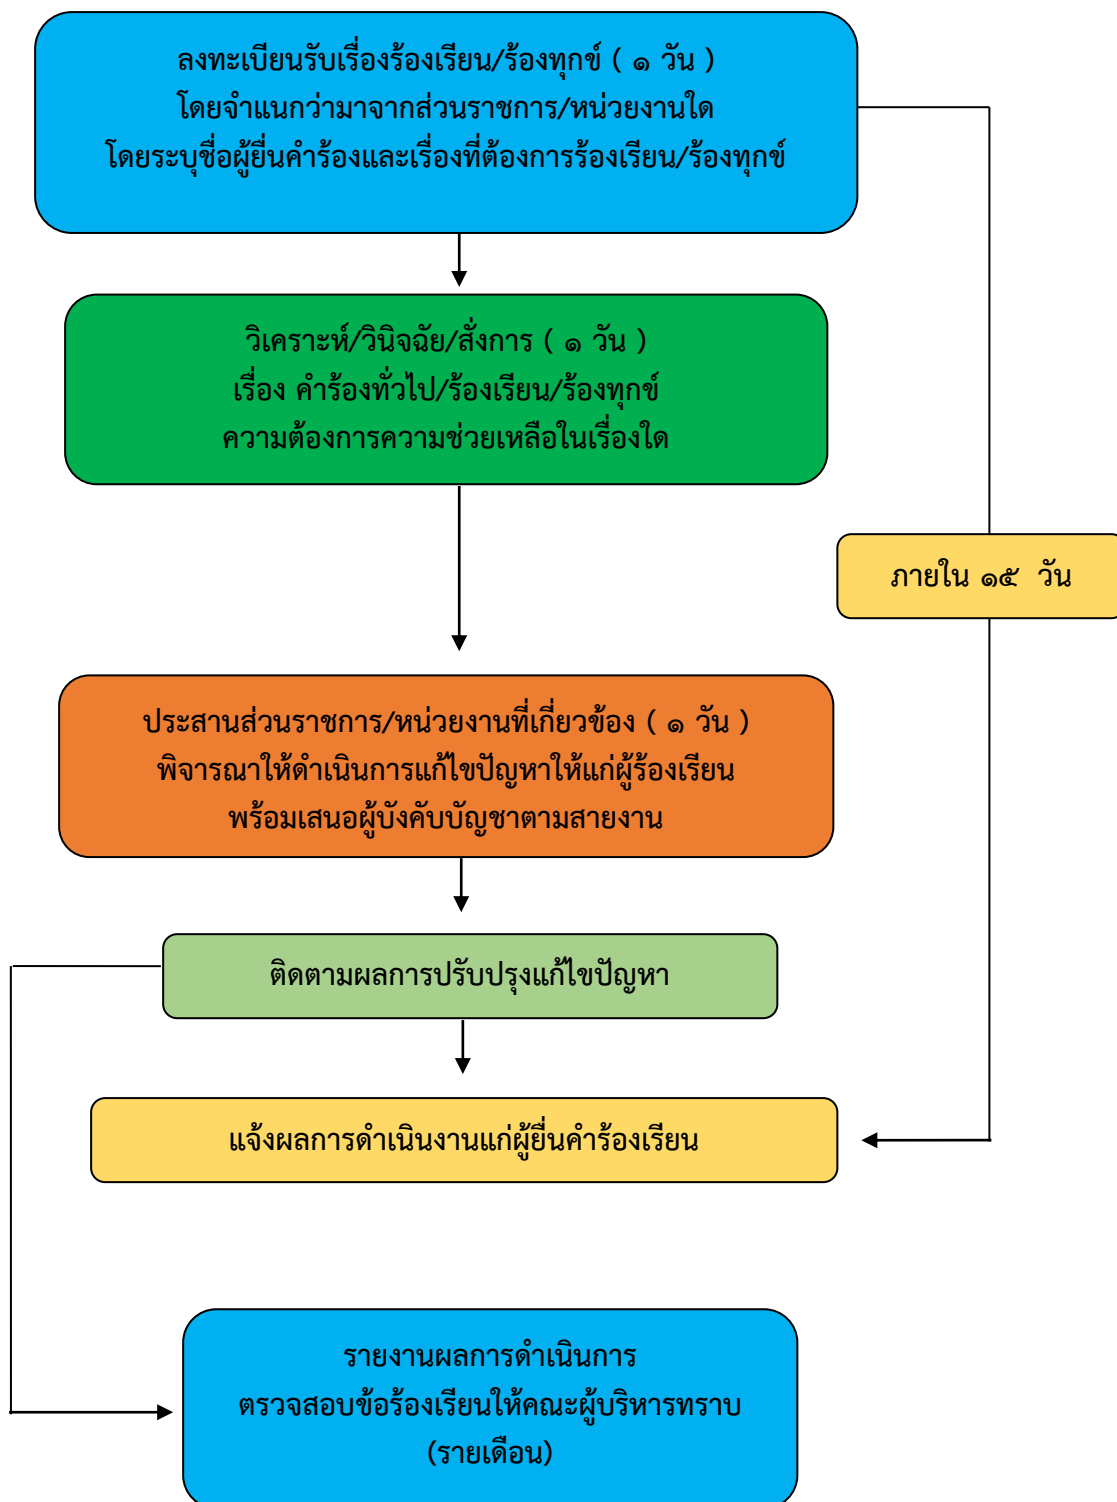 ลงทะเบียนรับเรื่องร้องเรียน/ร้องทุกข์ ( ๑ วัน )
โดยจำแนกว่ามาจากส่วนราชการ/หน่วยงานใด
โดยระบุชื่อผู้ยื่นคำร้องและเรื่องที่ต้องการร้องเรียน/ร้องทุกข์
วิเคราะห์/วินิจฉัย/สั่งการ ( ๑ วัน )
เรื่อง คำร้องทั่วไป/ร้องเรียน/ร้องทุกข์
ความต้องการความช่วยเหลือในเรื่องใด
ภายใน ๑๕ วัน
ประสานส่วนราชการ/หน่วยงานที่เกี่ยวข้อง ( ๑ วัน )
พิจารณาให้ดำเนินการแก้ไขปัญหาให้แก่ผู้ร้องเรียน
พร้อมเสนอผู้บังคับบัญชาตามสายงาน
ติดตามผลการปรับปรุงแก้ไขปัญหา
แจ้งผลการดำเนินงานแก่ผู้ยื่นคำร้องเรียน
รายงานผลการดำเนินการ
ตรวจสอบข้อร้องเรียนให้คณะผู้บริหารทราบ
(รายเดือน)